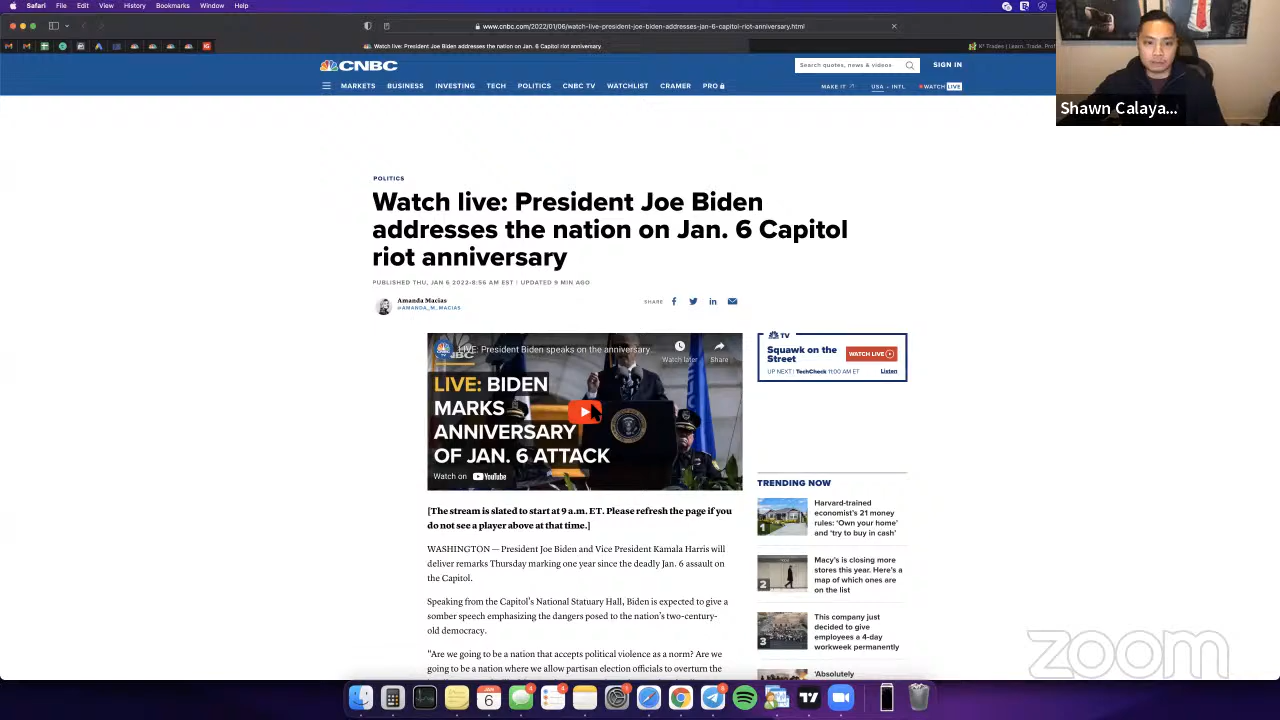 Safari File Edit View History Bookmarks Window Help
www.cnbc.com/2022/01/06/watch-live-president-joe-biden-addresses-jan-6-capitol-riot-anniversary.html
Watch live: President Joe Biden addresses the nation on Jan. 6 Capitol riot anniversary
K² Trades | Learn, Trade, Prof
CNBC
Search quotes, news & videos
SIGN IN
MARKETS BUSINESS INVESTING TECH POLITICS CNBC TV WATCHLIST CRAMER PRO
MAKE IT USA • INTL WATCH LIVE
Shawn Calaya...
POLITICS
Watch live: President Joe Biden
addresses the nation on Jan. 6 Capitol
riot anniversary
PUBLISHED THU, JAN 6 2022•8:56 AM EST | UPDATED 9 MIN AGO
Amanda Macias
@AMANDA_M_MACIAS
SHARE
LIVE: President Biden speaks on the anniversary...
Watch later Share
LIVE: BIDEN
MARKS
ANNIVERSARY
OF JAN. 6 ATTACK
Watch on YouTube
TV
Squawk on the
Street
WATCH LIVE
UP NEXT | TechCheck 11:00 AM ET
Listen
[The stream is slated to start at 9 a.m. ET. Please refresh the page if you
do not see a player above at that time.]
WASHINGTON — President Joe Biden and Vice President Kamala Harris will
deliver remarks Thursday marking one year since the deadly Jan. 6 assault on
the Capitol.
Speaking from the Capitol's National Statuary Hall, Biden is expected to give a
somber speech emphasizing the dangers posed to the nation's two-century-
old democracy.
"Are we going to be a nation that accepts political violence as a norm? Are we
going to be a nation where we allow partisan election officials to overturn the
TRENDING NOW
1
Harvard-trained
economist's 21 money
rules: 'Own your home'
and 'try to buy in cash'
2
Macy's is closing more
stores this year. Here's a
map of which ones are
on the list
3
This company just
decided to give
employees a 4-day
workweek permanently
'Absolutely
zoom
JAN
6